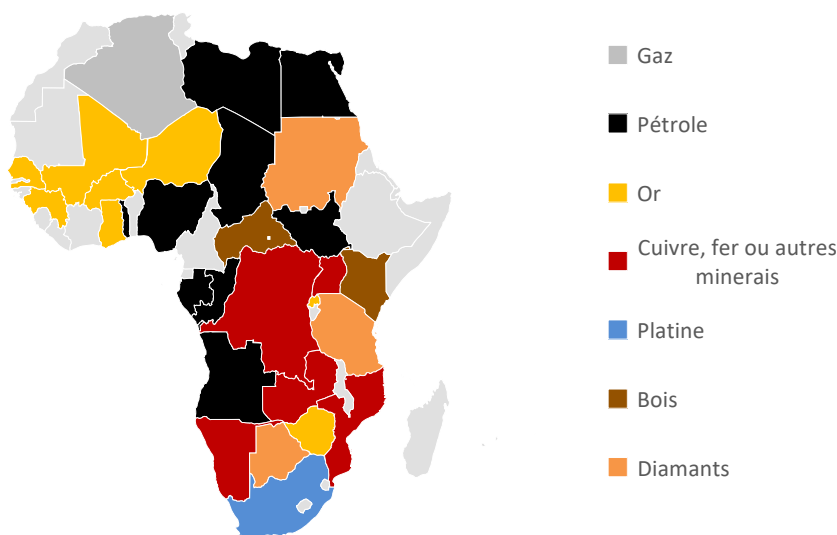 Gaz
Pétrole
Or
Cuivre, fer ou autres
minerais
Platine
Bois
Diamants